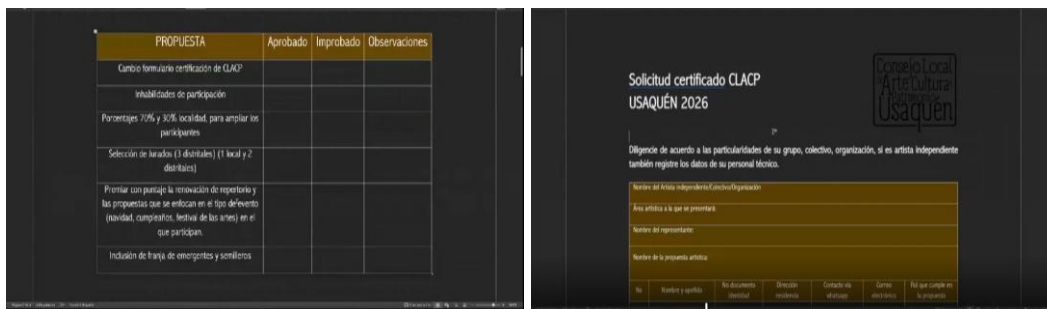 PROPUESTA Aprobado Improbado Observaciones
Cambio formulario certificación de CLACP
Inhabilidades de participación
Porcentajes 70% y 30% localidad, para ampliar los
participantes
Selección de Jurados (3 distritales) (1 local y 2
distritales)
Premiar con puntaje la renovación de repertorio y
las propuestas que se enfocan en el tipo de evento
(navidad, cumpleaños, festival de las artes) en el
que participan.
Inclusión de franja de emergentes y semilleros
Solicitud certificado CLACP
USAQUÉN 2026
Consejo Local
Arte Cultura
Usaquén
Diligencie de acuerdo a las particularidades de su grupo, colectivo, organización, si es artista independiente
también registre los datos de su personal técnico.
Nombre del Artista independiente/Colectivo/Organización
Área artística a la que se presentará:
Nombre del representante:
Nombre de la propuesta artística:
No Nombre y apellido No documento identidad Dirección residencia Contacto vía whatsapp Correo electrónico Rol que cumple en la propuesta